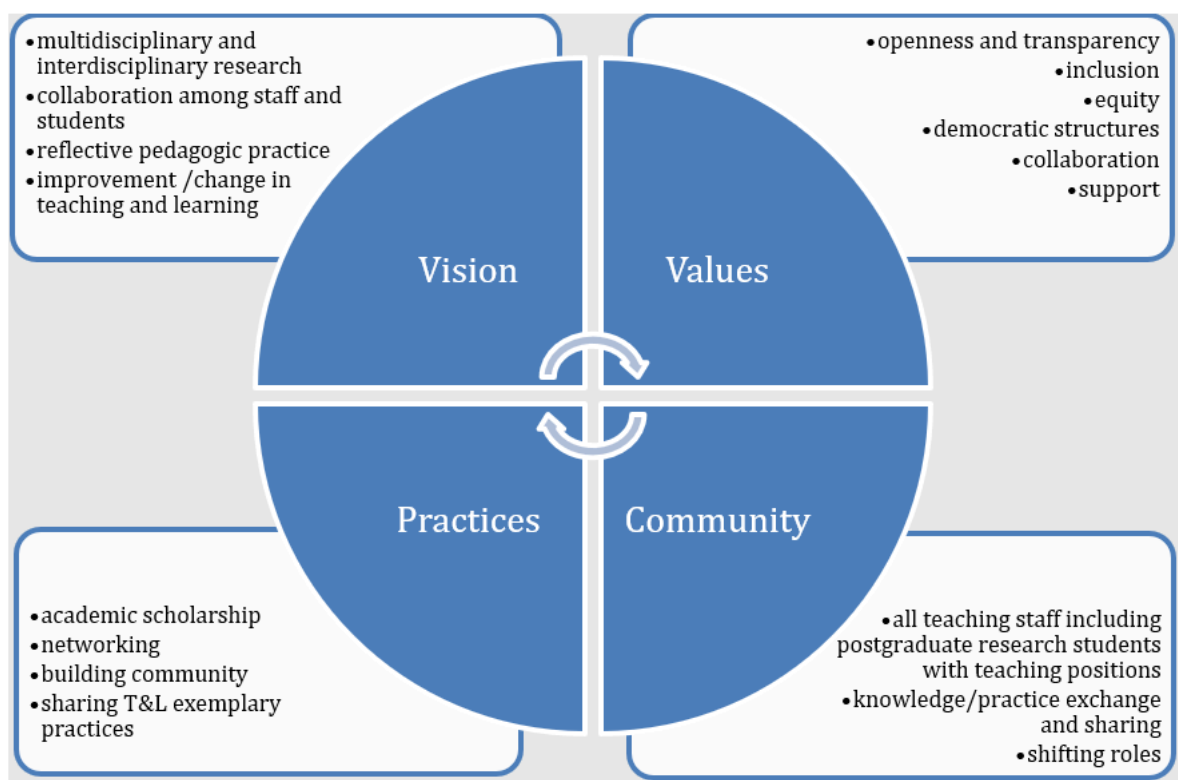 •multidisciplinary and
interdisciplinary research
•collaboration among staff and
students
•reflective pedagogic practice
•improvement /change in
teaching and learning
•openness and transparency
•inclusion
•equity
•democratic structures
•collaboration
•support
Vision
Values
Practices
Community
•academic scholarship
•networking
•building community
•sharing T&L exemplary
practices
•all teaching staff including
postgraduate research students
with teaching positions
•knowledge/practice exchange
and sharing
•shifting roles